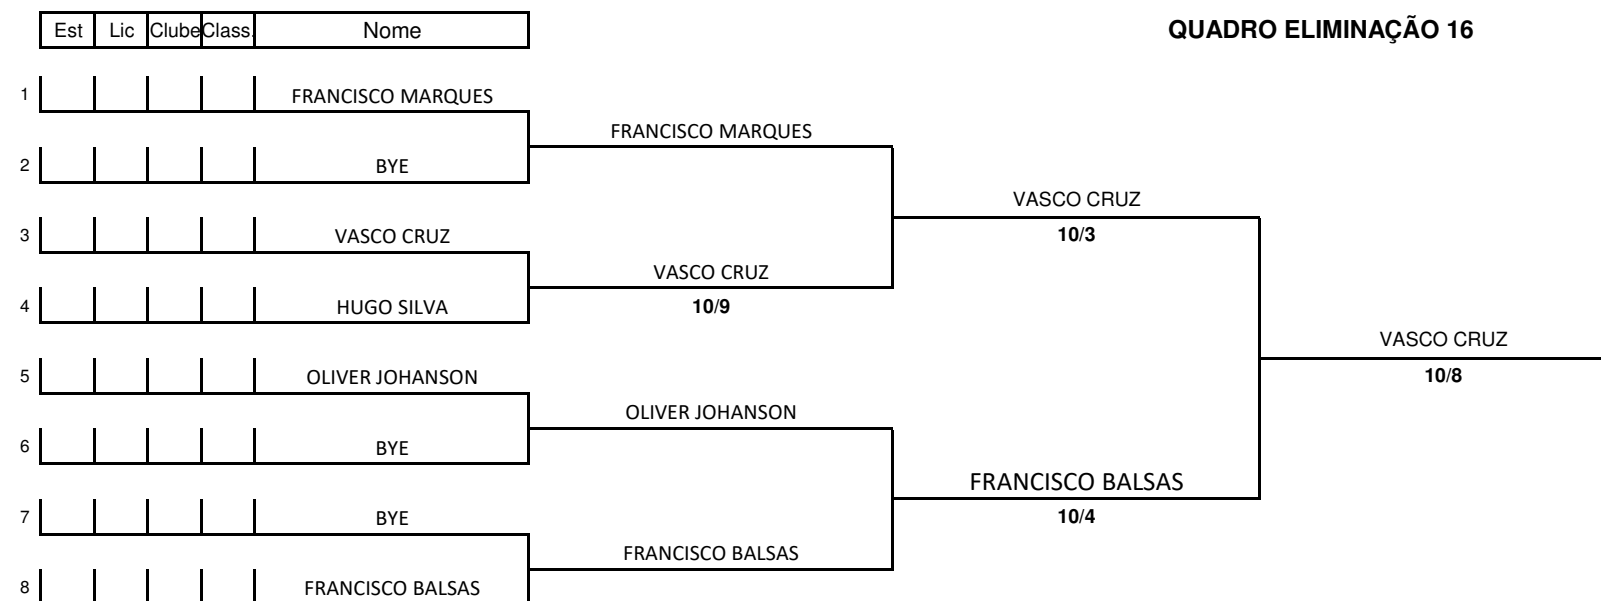 Est Lic Clube Class. Nome
QUADRO ELIMINAÇÃO 16
1 FRANCISCO MARQUES
FRANCISCO MARQUES
2 BYE
VASCO CRUZ
10/3
3 VASCO CRUZ
VASCO CRUZ
10/9
4 HUGO SILVA
VASCO CRUZ
10/8
5 OLIVER JOHANSON
OLIVER JOHANSON
6 BYE
FRANCISCO BALSAS
10/4
7 BYE
FRANCISCO BALSAS
8 FRANCISCO BALSAS